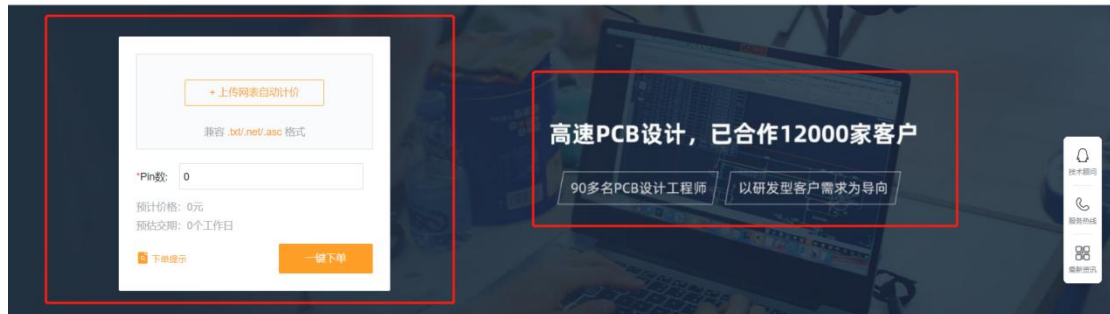 + 上传网表自动计价
兼容 .txt/.net/.asc 格式
*Pin数: 0
预计价格: 0元
预估交期: 0个工作日
下单提示
一键下单
高速PCB设计，已合作12000家客户
90多名PCB设计工程师
以研发型客户需求为导向
技术顾问
服务热线
最新资讯